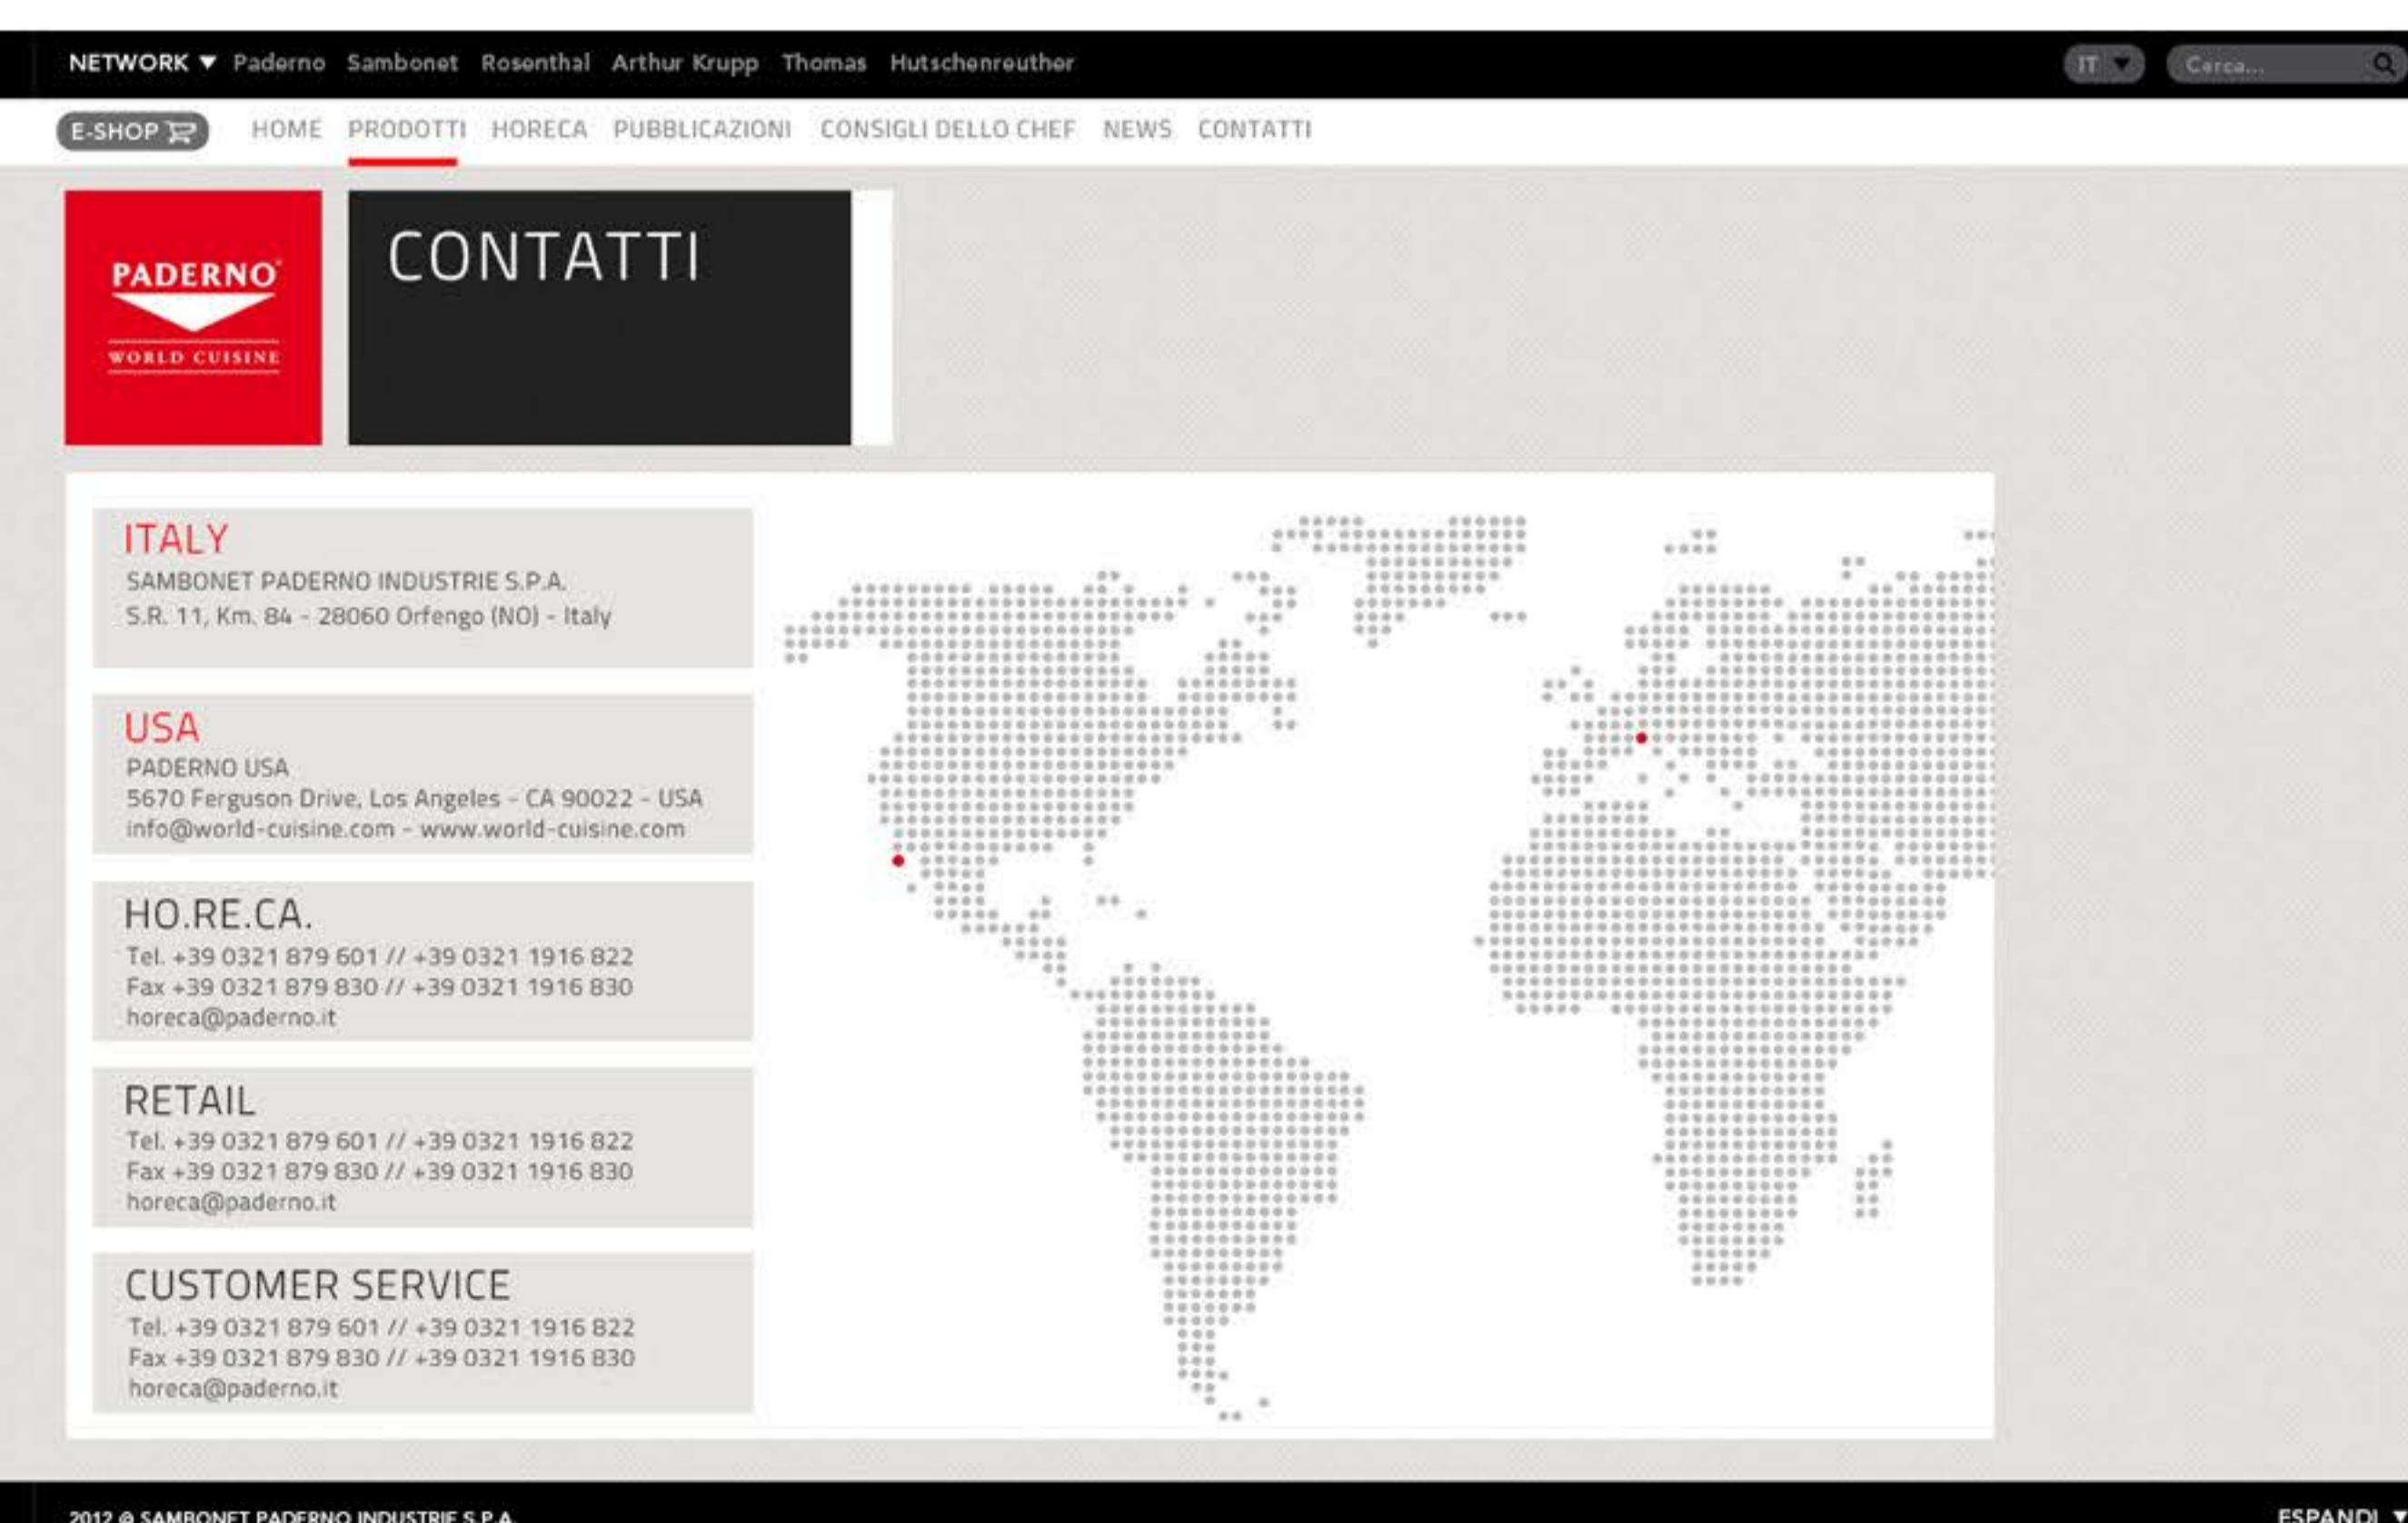 NETWORK ▼ Paderno Sambonet Rosenthal Arthur Krupp Thomas Hutschenreuther IT ▼ Cerca...
E-SHOP HOME PRODOTTI HORECA PUBBLICAZIONI CONSIGLI DELLO CHEF NEWS CONTATTI
PADERNO®
WORLD CUISINE
CONTATTI
ITALY
SAMBONET PADERNO INDUSTRIE S.P.A.
S.R. 11, Km. 84 - 28060 Orfengo (NO) - Italy
USA
PADERNO USA
5670 Ferguson Drive, Los Angeles - CA 90022 - USA
info@world-cuisine.com - www.world-cuisine.com
HO.RE.CA.
Tel. +39 0321 879 601 // +39 0321 1916 822
Fax +39 0321 879 830 // +39 0321 1916 830
horeca@paderno.it
RETAIL
Tel. +39 0321 879 601 // +39 0321 1916 822
Fax +39 0321 879 830 // +39 0321 1916 830
horeca@paderno.it
CUSTOMER SERVICE
Tel. +39 0321 879 601 // +39 0321 1916 822
Fax +39 0321 879 830 // +39 0321 1916 830
horeca@paderno.it
2012 @ SAMBONET PADERNO INDUSTRIE S.P.A. ESPANDI ▼